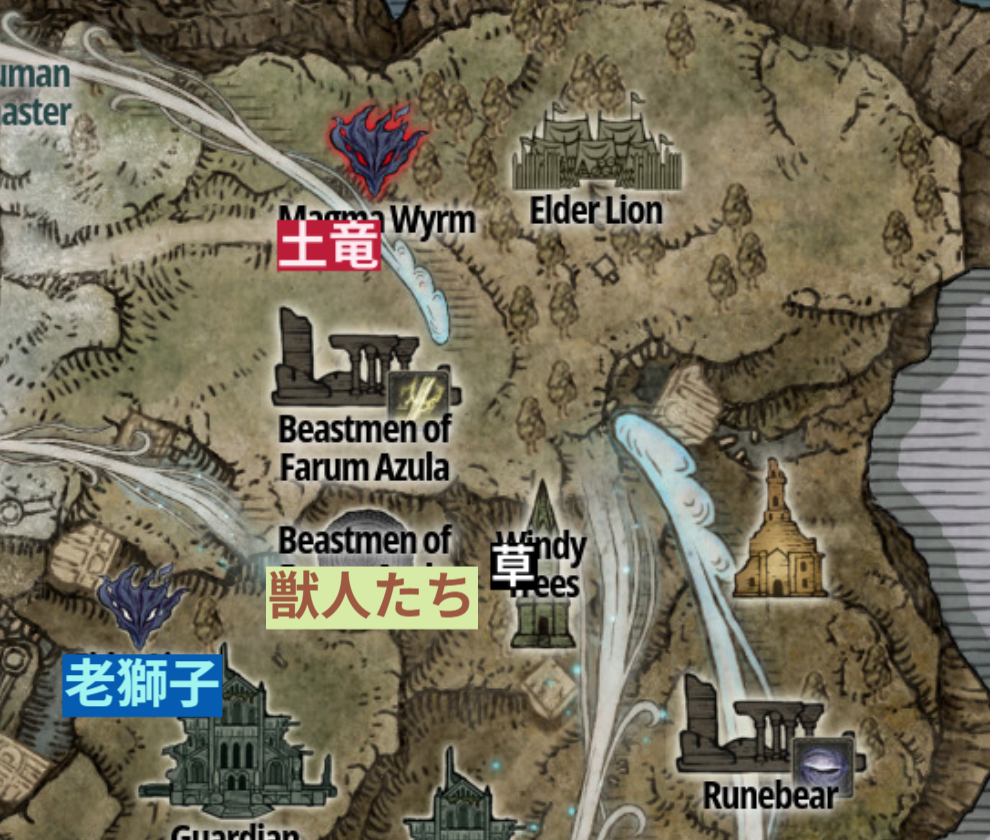 uman
aster
Magma Wyrm
土竜
Elder Lion
Beastmen of
Farum Azula
Beastmen of
獣人たち
Windy
草
老獅子
Runebear
Guardian